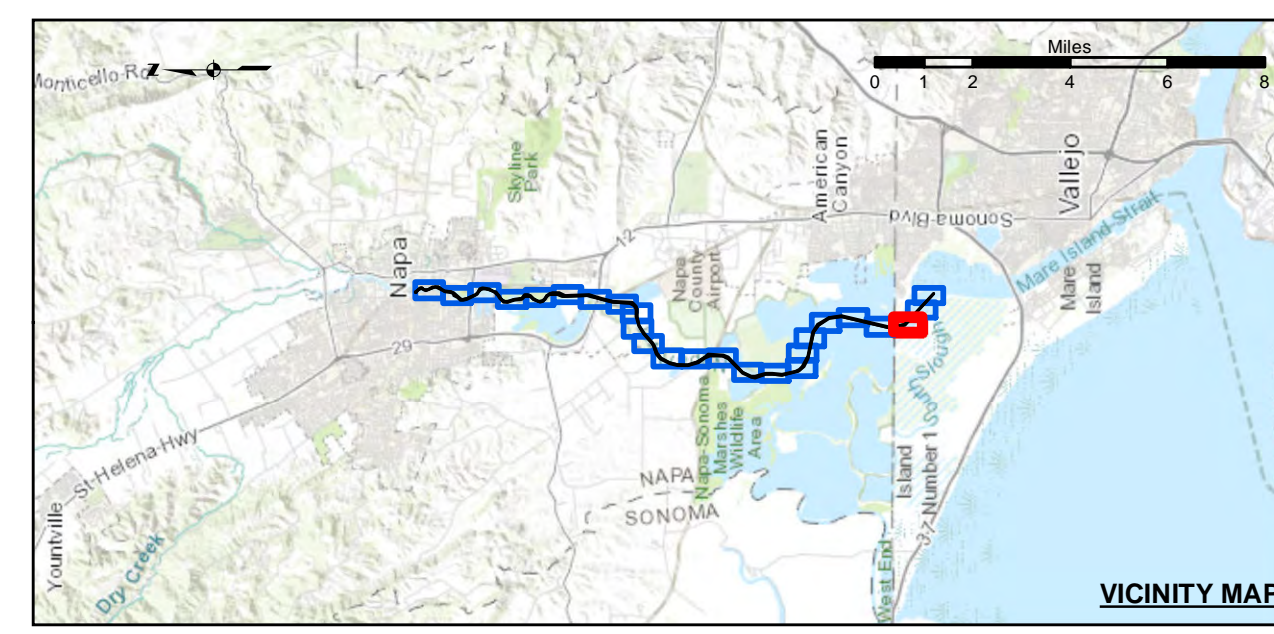 Miles
0 1 2 4 6 8
Monticello-Rd
Z
Skyline
Park
American
Canyon
Vallejo
Sonoma-Blvd
Mare-Island-Strait
Mare
Island
Napa
12
Napa
County
Airport
29
St-Helena-Hwy
Yountville
Dry Creek
Napa-Sonoma
Marshes
Wildlife
Area
NAPA
SONOMA
South Slough
Island
Number 1
37
West End
VICINITY MAP